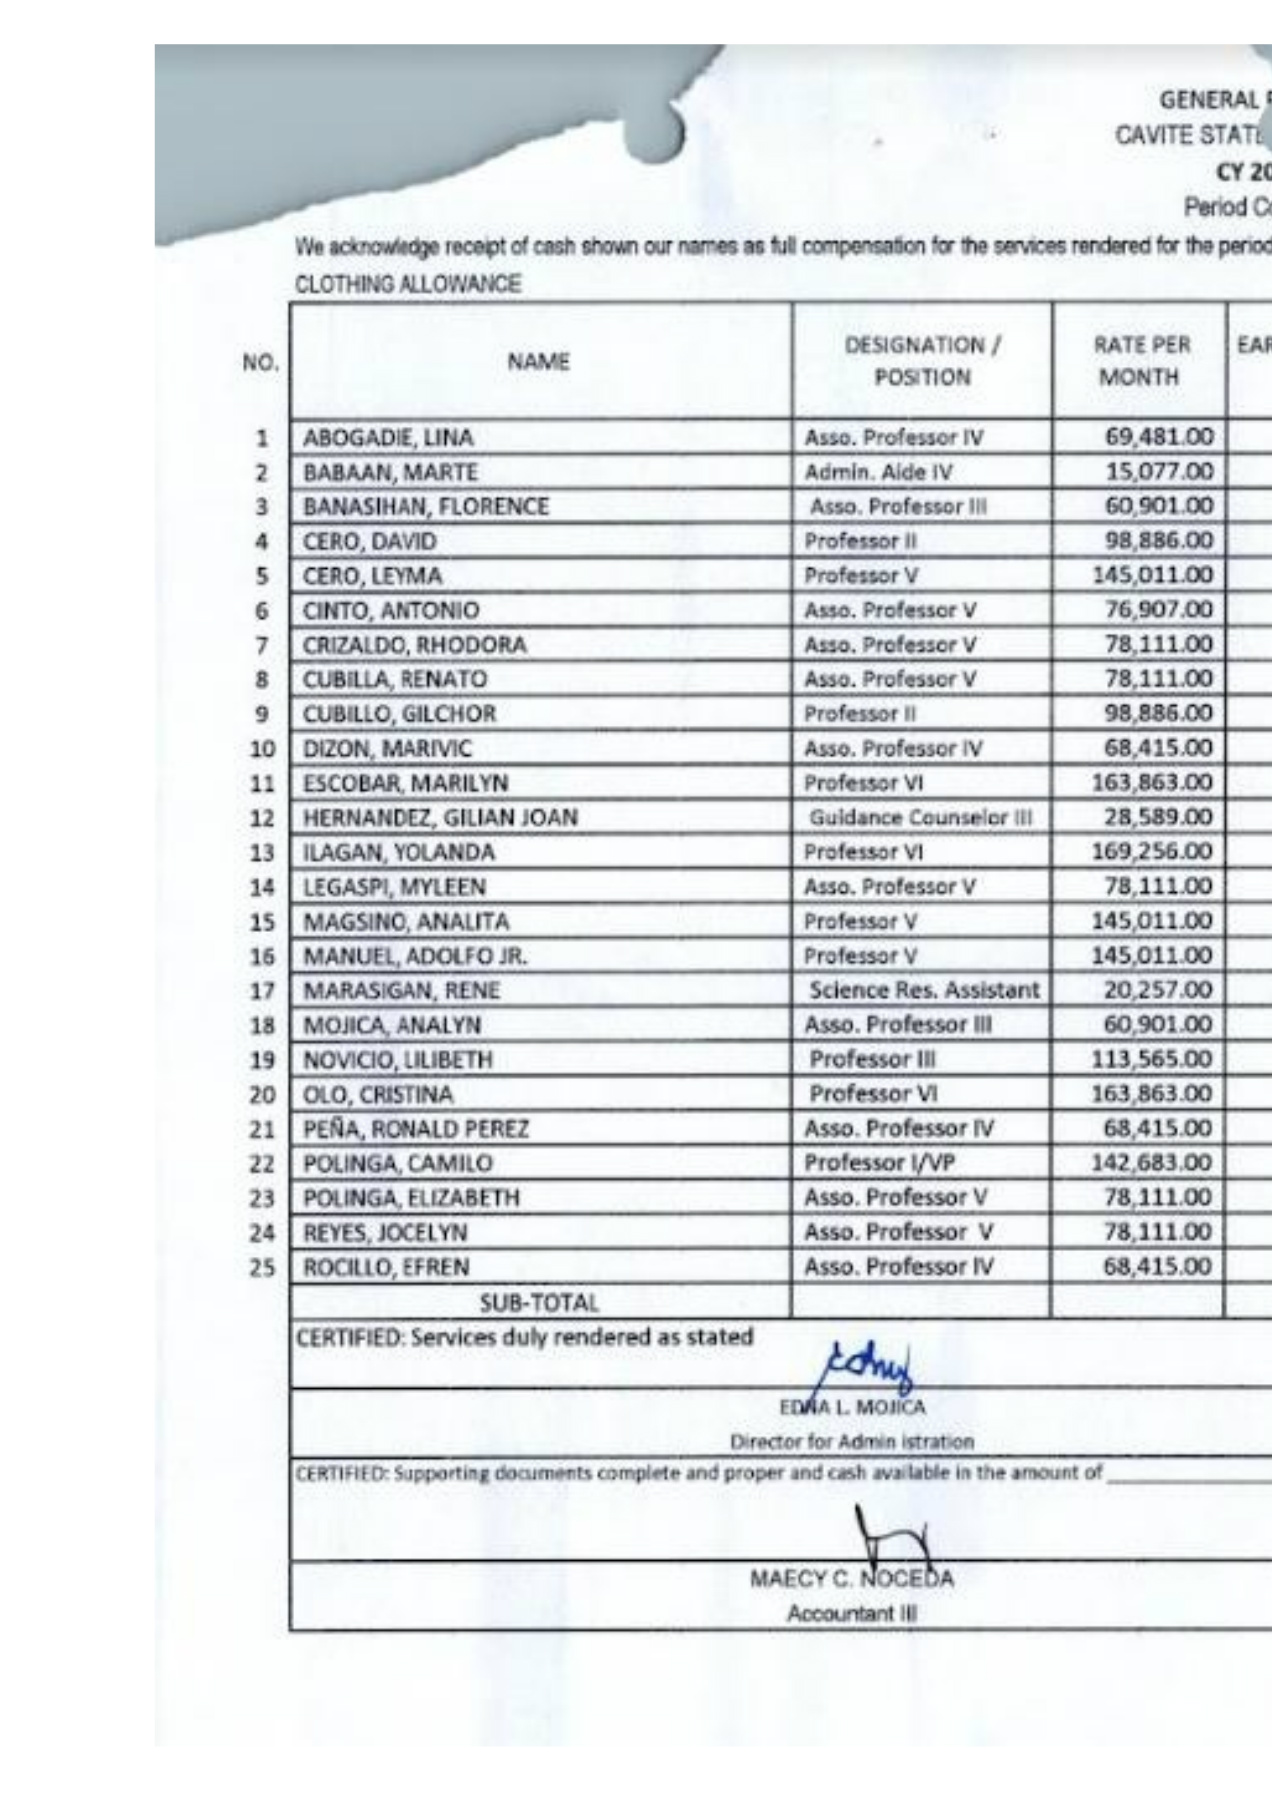 GENERAL
CAVITE STATE
CY 20
Period Co
We acknowledge receipt of cash shown our names as full compensation for the services rendered for the period
CLOTHING ALLOWANCE
NO. NAME DESIGNATION / POSITION RATE PER MONTH EAR
1 ABOGADIE, LINA Asso. Professor IV 69,481.00
2 BABAAN, MARTE Admin. Aide IV 15,077.00
3 BANASIHAN, FLORENCE Asso. Professor III 60,901.00
4 CERO, DAVID Professor II 98,886.00
5 CERO, LEYMA Professor V 145,011.00
6 CINTO, ANTONIO Asso. Professor V 76,907.00
7 CRIZALDO, RHODORA Asso. Professor V 78,111.00
8 CUBILLA, RENATO Asso. Professor V 78,111.00
9 CUBILLO, GILCHOR Professor II 98,886.00
10 DIZON, MARIVIC Asso. Professor IV 68,415.00
11 ESCOBAR, MARILYN Professor VI 163,863.00
12 HERNANDEZ, GILIAN JOAN Guidance Counselor III 28,589.00
13 ILAGAN, YOLANDA Professor VI 169,256.00
14 LEGASPI, MYLEEN Asso. Professor V 78,111.00
15 MAGSINO, ANALITA Professor V 145,011.00
16 MANUEL, ADOLFO JR. Professor V 145,011.00
17 MARASIGAN, RENE Science Res. Assistant 20,257.00
18 MOJICA, ANALYN Asso. Professor III 60,901.00
19 NOVICIO, LILIBETH Professor III 113,565.00
20 OLO, CRISTINA Professor VI 163,863.00
21 PEÑA, RONALD PEREZ Asso. Professor IV 68,415.00
22 POLINGA, CAMILO Professor I/VP 142,683.00
23 POLINGA, ELIZABETH Asso. Professor V 78,111.00
24 REYES, JOCELYN Asso. Professor V 78,111.00
25 ROCILLO, EFREN Asso. Professor IV 68,415.00
SUB-TOTAL
CERTIFIED: Services duly rendered as stated
EDNA L. MOJICA
Director for Admin istration
CERTIFIED: Supporting documents complete and proper and cash available in the amount of
MAECY C. NOCEDA
Accountant III